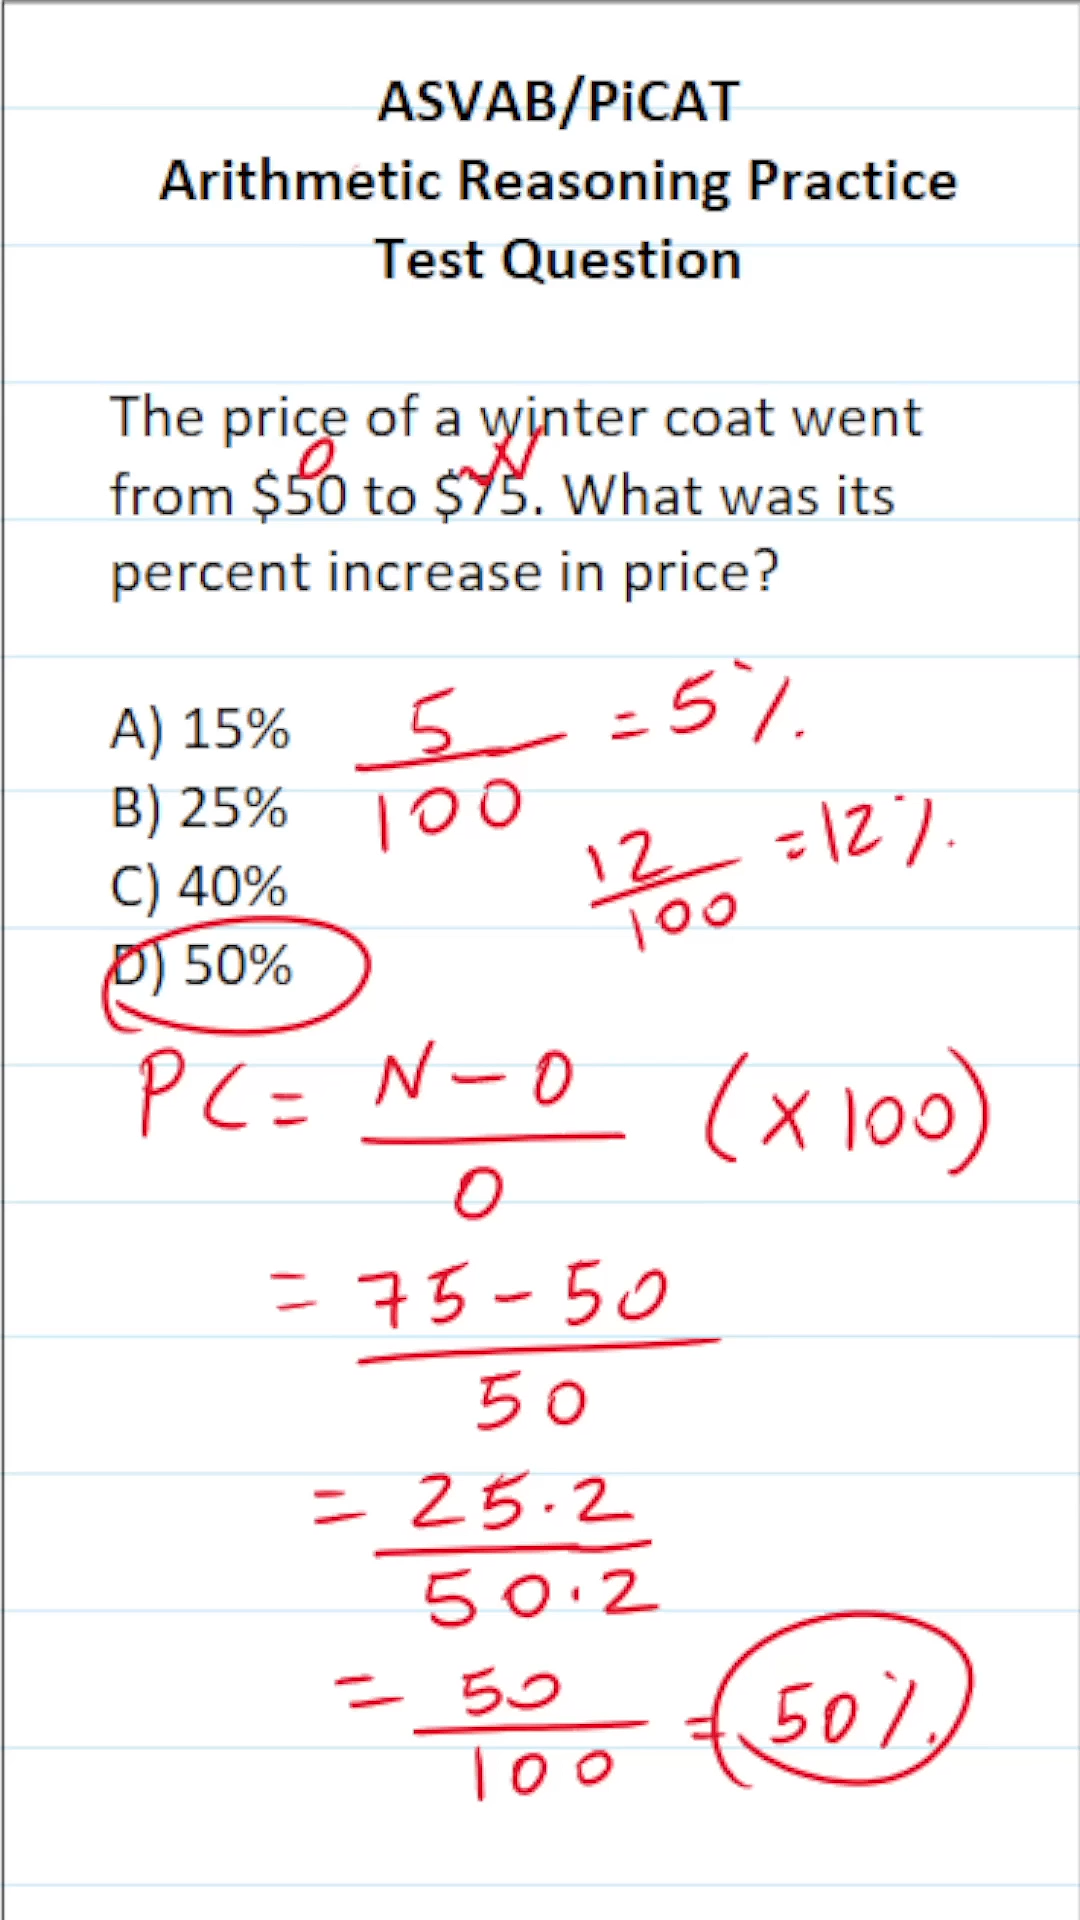 ASVAB/PiCAT
Arithmetic Reasoning Practice
Test Question
The price of a winter coat went
O N
from $50 to $75. What was its
percent increase in price?
A) 15%
B) 25%
C) 40%
D) 50%
5/100 = 5%
12/100 = 12%
PC = N - O / O (x 100)
= 75 - 50 / 50
= 25 · 2 / 50 · 2
= 50 / 100 = 50%